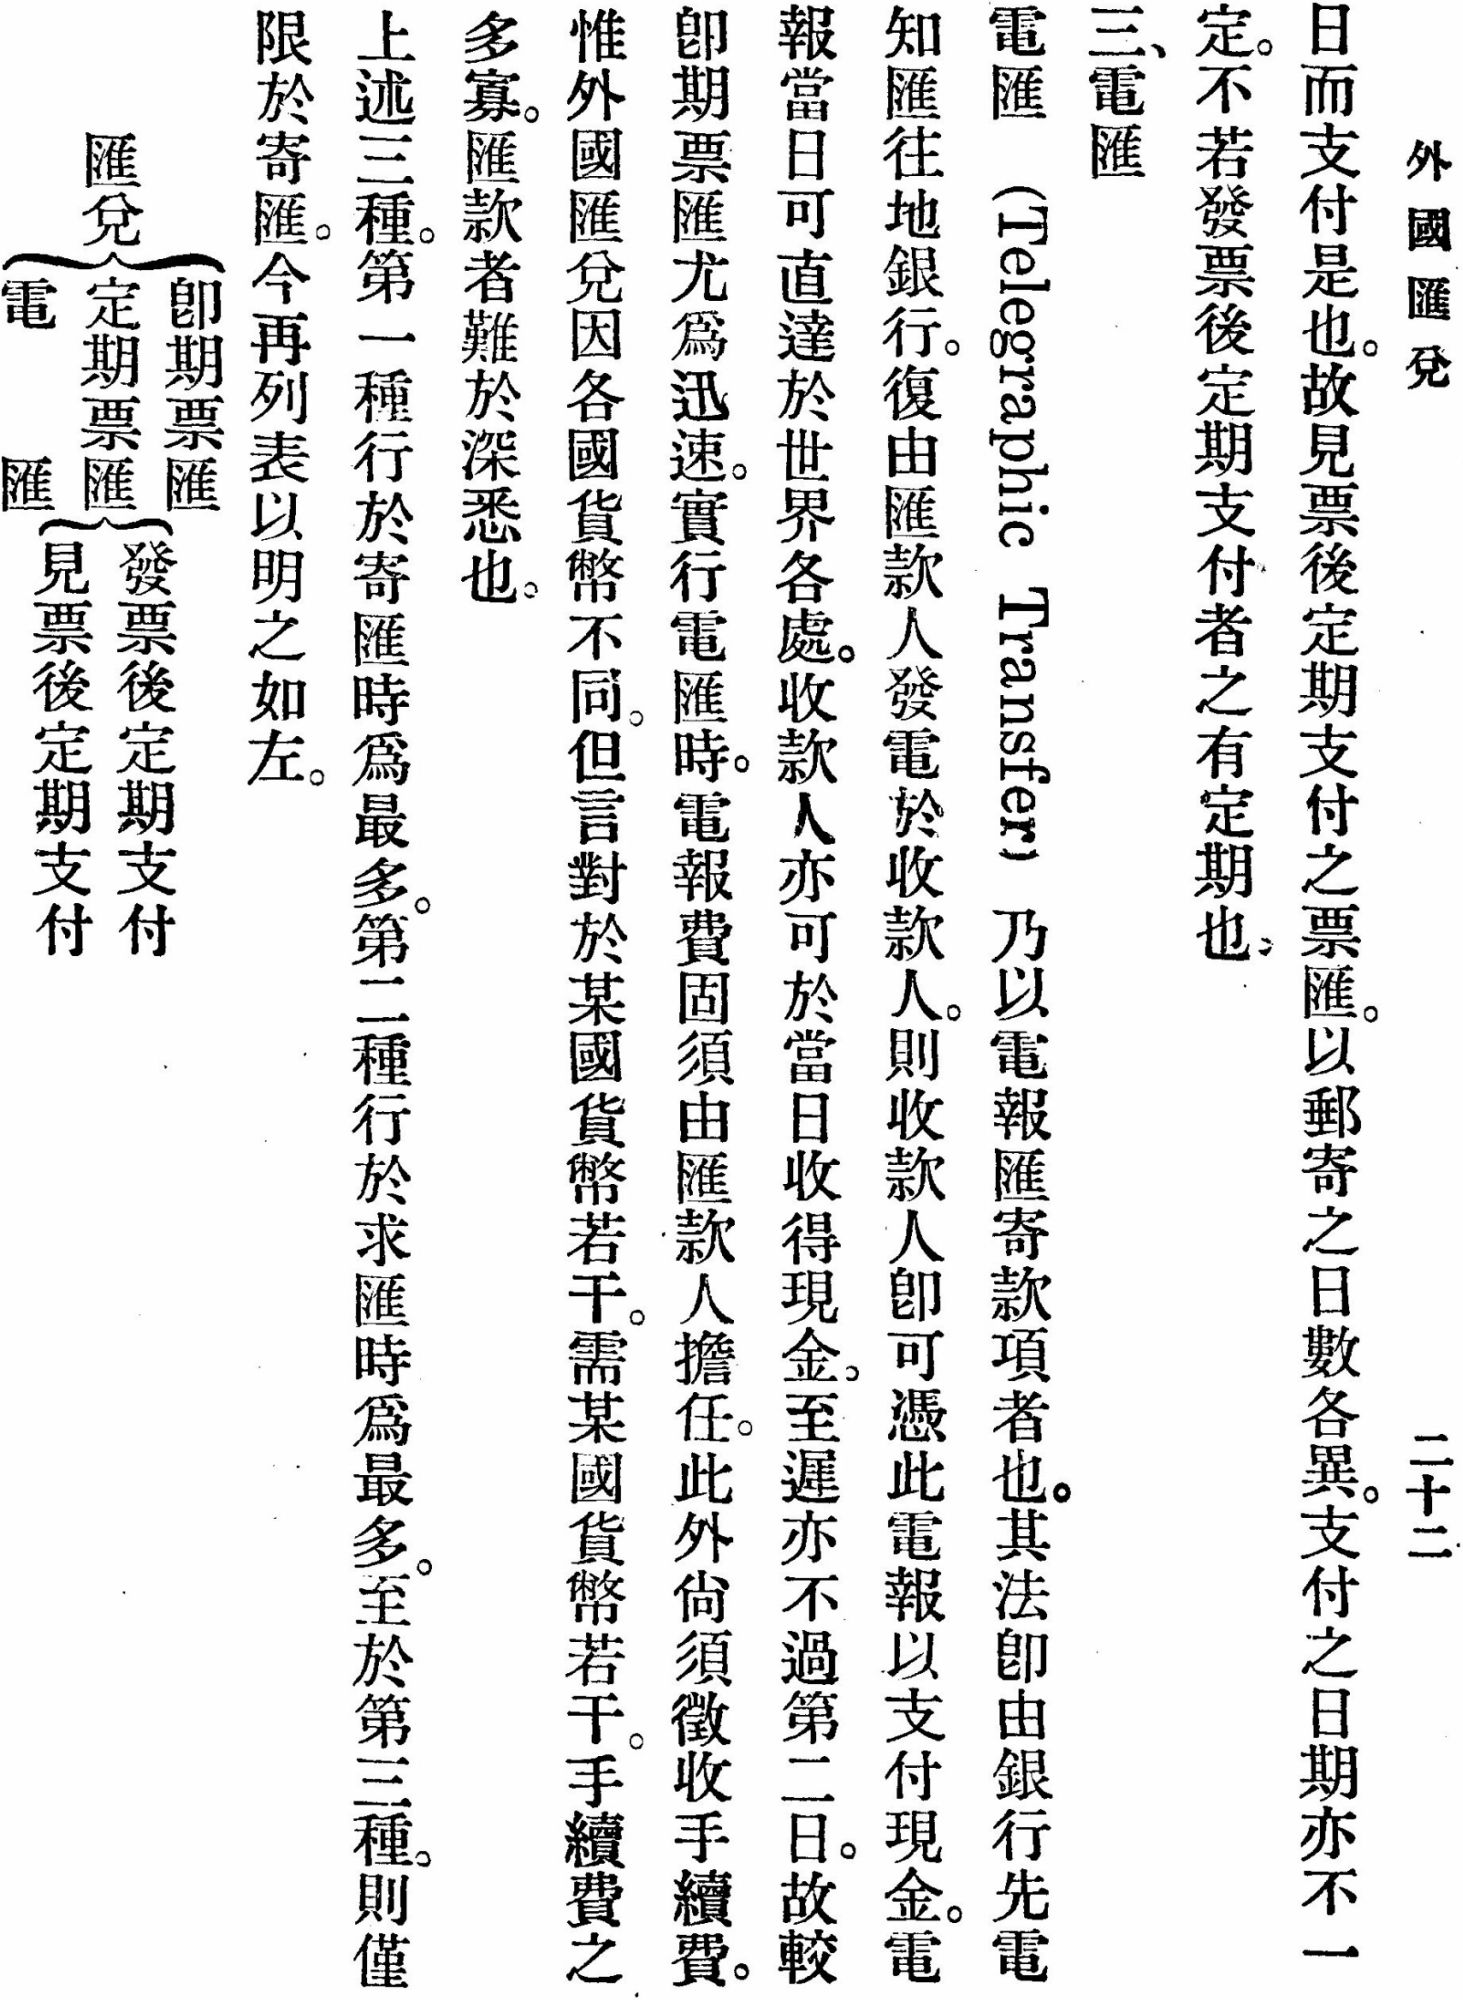 外國匯兌 二十二
日而支付是也。故見票後定期支付之票匯。以郵寄之日數各異。支付之日期亦不一
定。不若發票後定期支付者之有定期也、
三、電匯
電匯 (Telegraphic Transfer) 乃以電報匯寄款項者也。其法卽由銀行先電
知匯往地銀行。復由匯款人發電於收款人。則收款人卽可憑此電報以支付現金。電
報當日可直達於世界各處。收款人亦可於當日收得現金。至遲亦不過第二日。故較
卽期票匯尤爲迅速。實行電匯時。電報費固須由匯款人擔任。此外尙須徵收手續費。
惟外國匯兌因各國貨幣不同。但言對於某國貨幣若干。需某國貨幣若干。手續費之
多寡。匯款者難於深悉也。
上述三種。第一種行於寄匯時爲最多。第二種行於求匯時爲最多。至於第三種。則僅
限於寄匯。今再列表以明之如左。
匯兌
卽期票匯
定期票匯
發票後定期支付
見票後定期支付
電匯